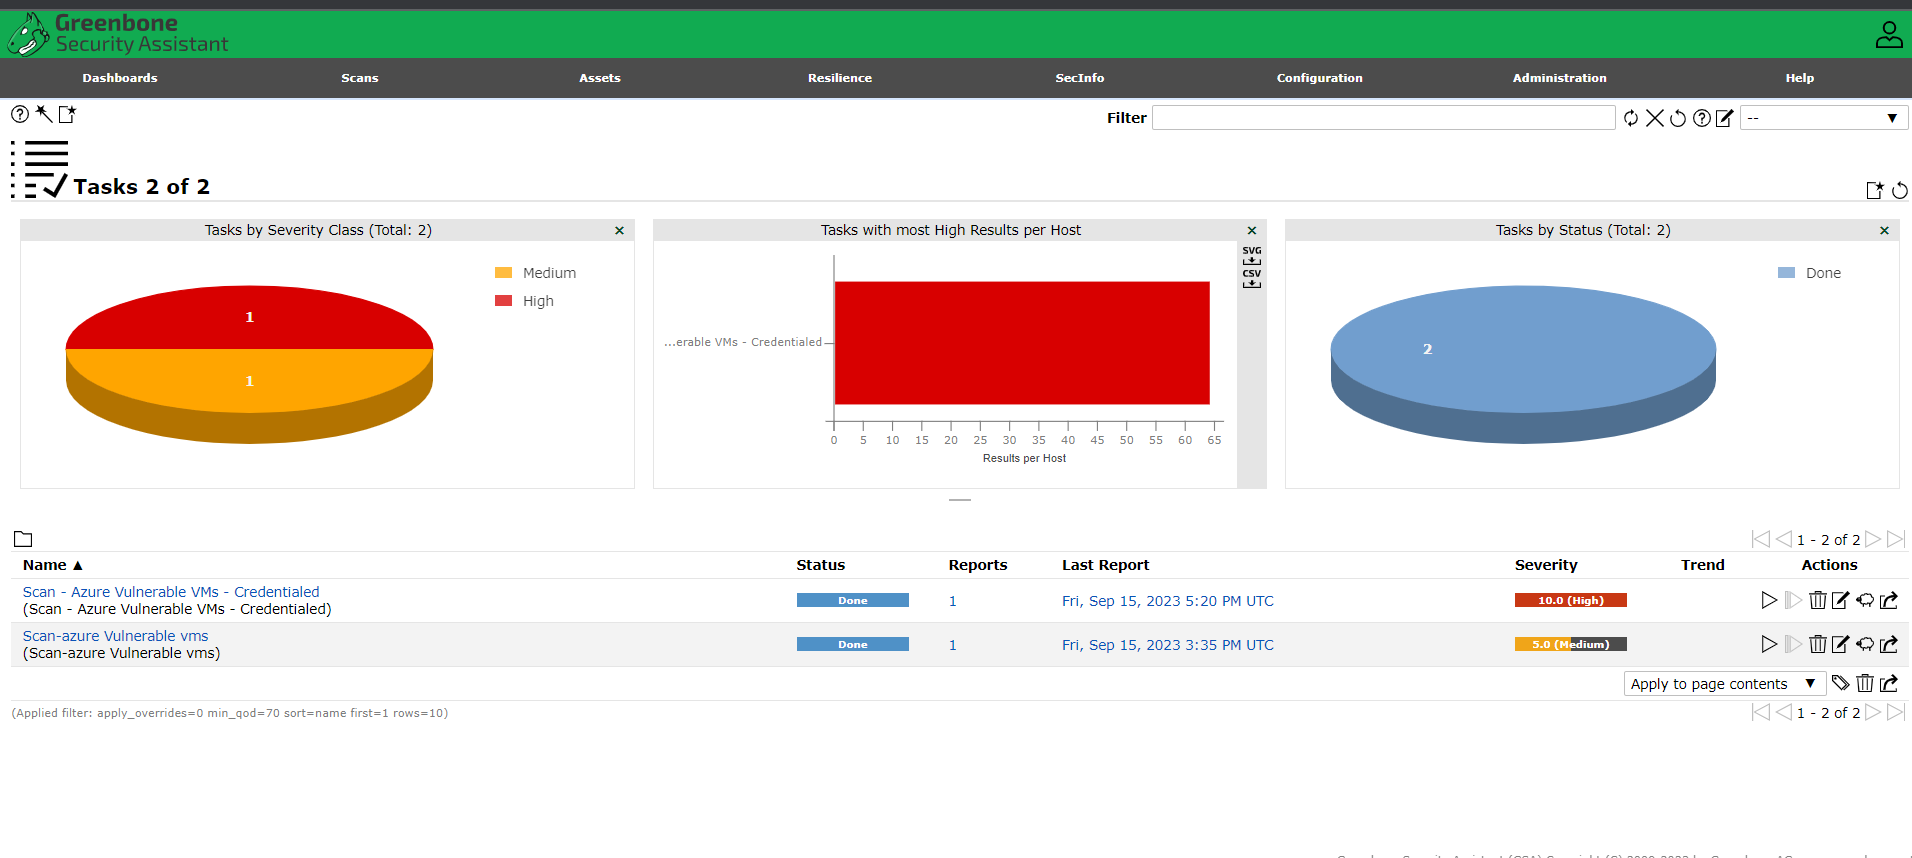 Greenbone
Security Assistant
Dashboards Scans Assets Resilience SecInfo Configuration Administration Help
Filter --
Tasks 2 of 2
Tasks by Severity Class (Total: 2)
Medium
High
1
1
Tasks with most High Results per Host
SVG
CSV
...erable VMs - Credentialed
0 5 10 15 20 25 30 35 40 45 50 55 60 65
Results per Host
Tasks by Status (Total: 2)
Done
2
1 - 2 of 2
Name ▲ Status Reports Last Report Severity Trend Actions
Scan - Azure Vulnerable VMs - Credentialed
(Scan - Azure Vulnerable VMs - Credentialed)
Done 1 Fri, Sep 15, 2023 5:20 PM UTC 10.0 (High)
Scan-azure Vulnerable vms
(Scan-azure Vulnerable vms)
Done 1 Fri, Sep 15, 2023 3:35 PM UTC 5.0 (Medium)
Apply to page contents ▼
(Applied filter: apply_overrides=0 min_qod=70 sort=name first=1 rows=10)
1 - 2 of 2